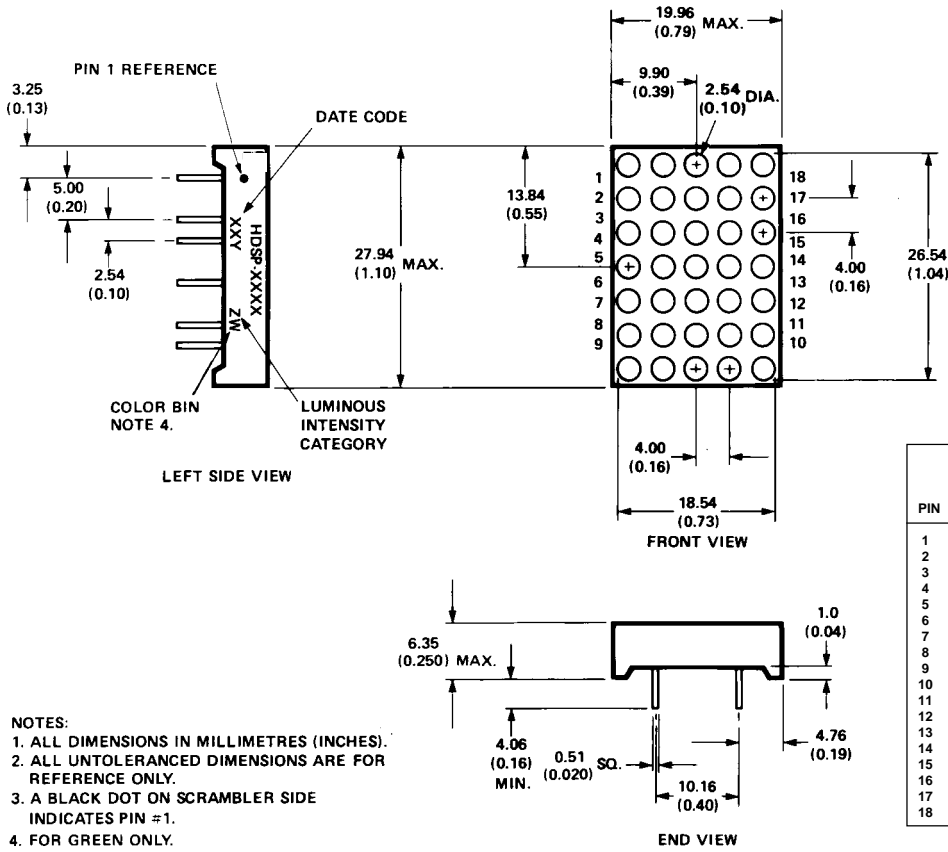 19.96
(0.79) MAX.
PIN 1 REFERENCE
9.90
(0.39)
2.54
(0.10) DIA.
3.25
(0.13)
DATE CODE
5.00
(0.20)
2.54
(0.10)
XXY
ZW
HDSP-XXXX
27.94
(1.10) MAX.
13.84
(0.55)
1
2
3
4
5
6
7
8
9
18
17
16
15
14
13
12
11
10
4.00
(0.16)
26.54
(1.04)
COLOR BIN
NOTE 4.
LUMINOUS
INTENSITY
CATEGORY
LEFT SIDE VIEW
4.00
(0.16)
18.54
(0.73)
FRONT VIEW
PIN
1
2
3
4
5
6
7
8
9
10
11
12
13
14
15
16
17
18
6.35
(0.250) MAX.
1.0
(0.04)
4.06
(0.16)
MIN.
0.51
(0.020) SQ.
10.16
(0.40)
4.76
(0.19)
END VIEW
NOTES:
1. ALL DIMENSIONS IN MILLIMETRES (INCHES).
2. ALL UNTOLERANCED DIMENSIONS ARE FOR
REFERENCE ONLY.
3. A BLACK DOT ON SCRAMBLER SIDE
INDICATES PIN #1.
4. FOR GREEN ONLY.